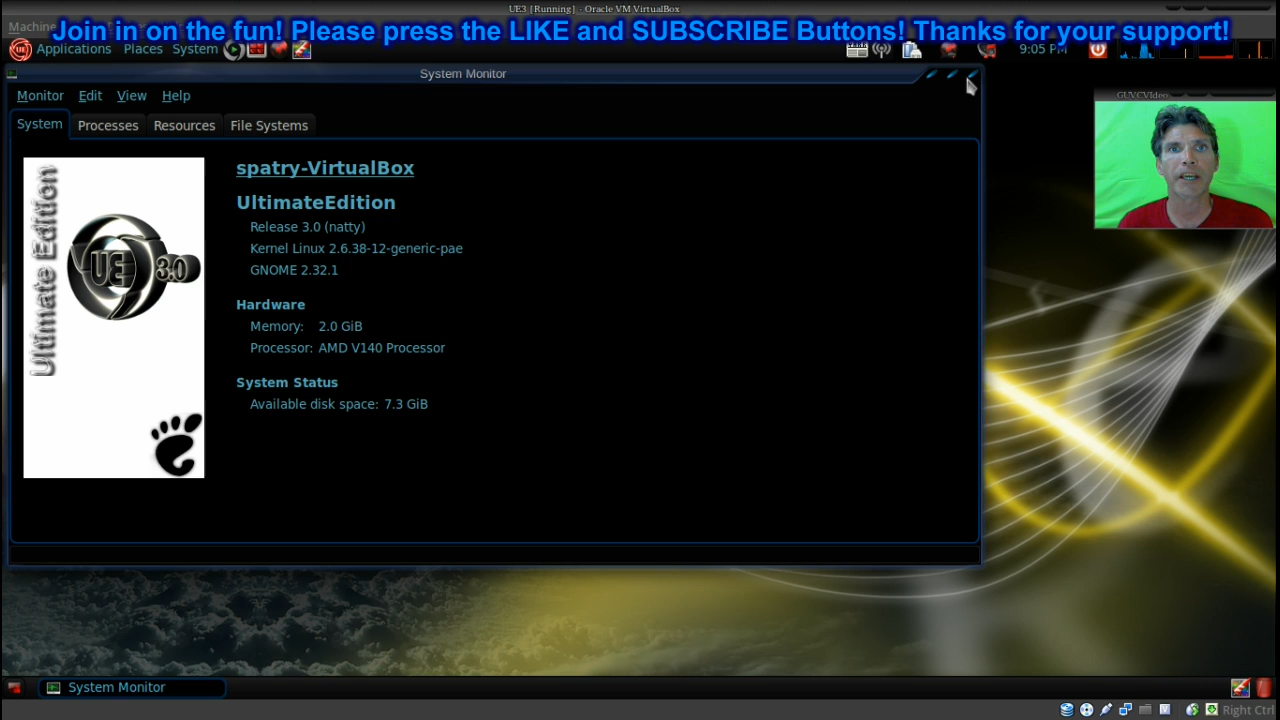 UE3 [Running] - Oracle VM VirtualBox
Machine
Join in on the fun! Please press the LIKE and SUBSCRIBE Buttons! Thanks for your support!
Applications Places System 9:05 PM
System Monitor
GUVCVIdeo
Monitor Edit View Help
System Processes Resources File Systems
Ultimate Edition
UE 3.0
spatry-VirtualBox
UltimateEdition
Release 3.0 (natty)
Kernel Linux 2.6.38-12-generic-pae
GNOME 2.32.1
Hardware
Memory: 2.0 GiB
Processor: AMD V140 Processor
System Status
Available disk space: 7.3 GiB
System Monitor
Right Ctrl